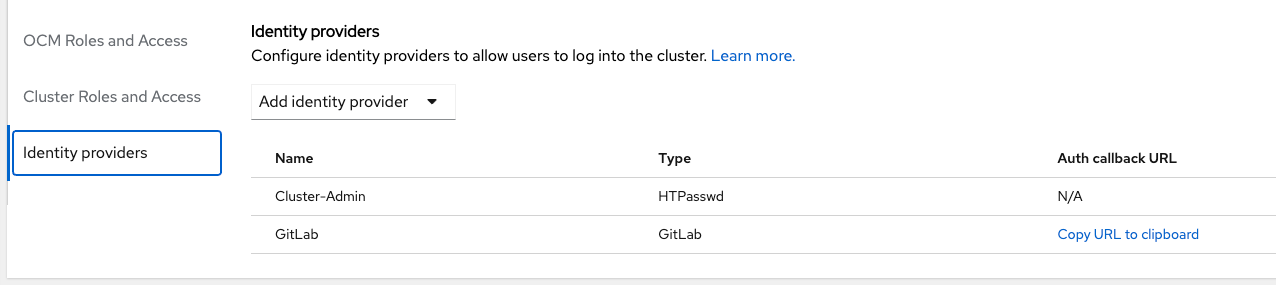 OCM Roles and Access
Cluster Roles and Access
Identity providers
Identity providers
Configure identity providers to allow users to log into the cluster. Learn more.
Add identity provider
Name Type Auth callback URL
Cluster-Admin HTPasswd N/A
GitLab GitLab Copy URL to clipboard